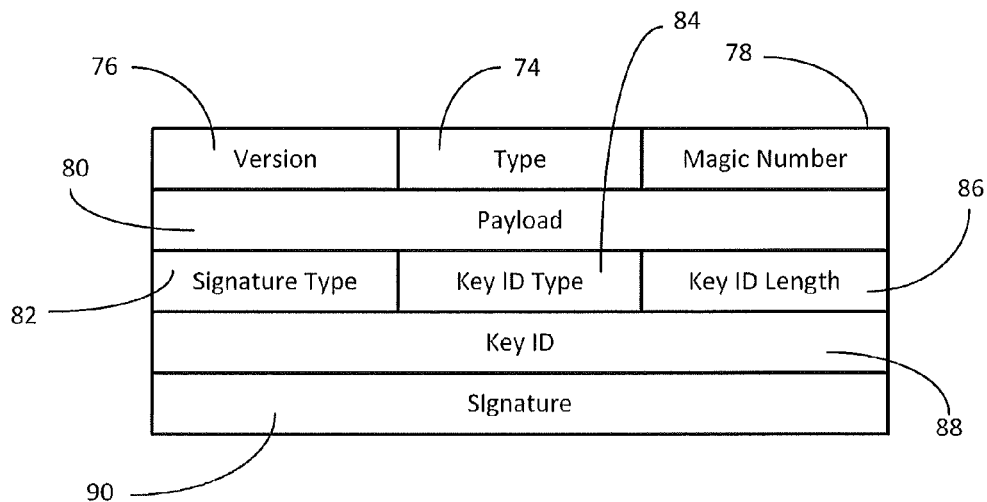 84
76
74
78
Version Type Magic Number
80
Payload
86
Signature Type Key ID Type Key ID Length
82
Key ID
SIgnature
88
90